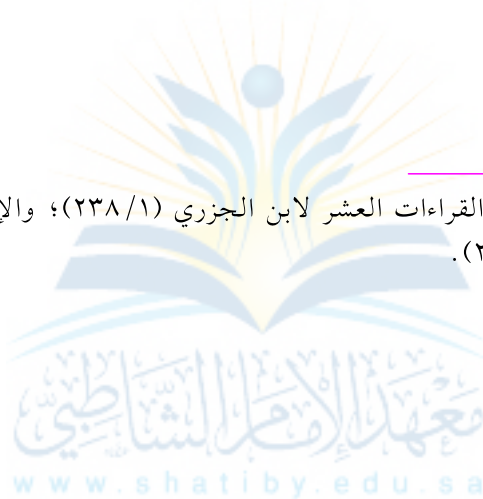 القراءات العشر لابن الجزري (٢٣٨/١)؛ والإ
٢).
معهد الإمام الشاطبي
www.shatiby.edu.sa